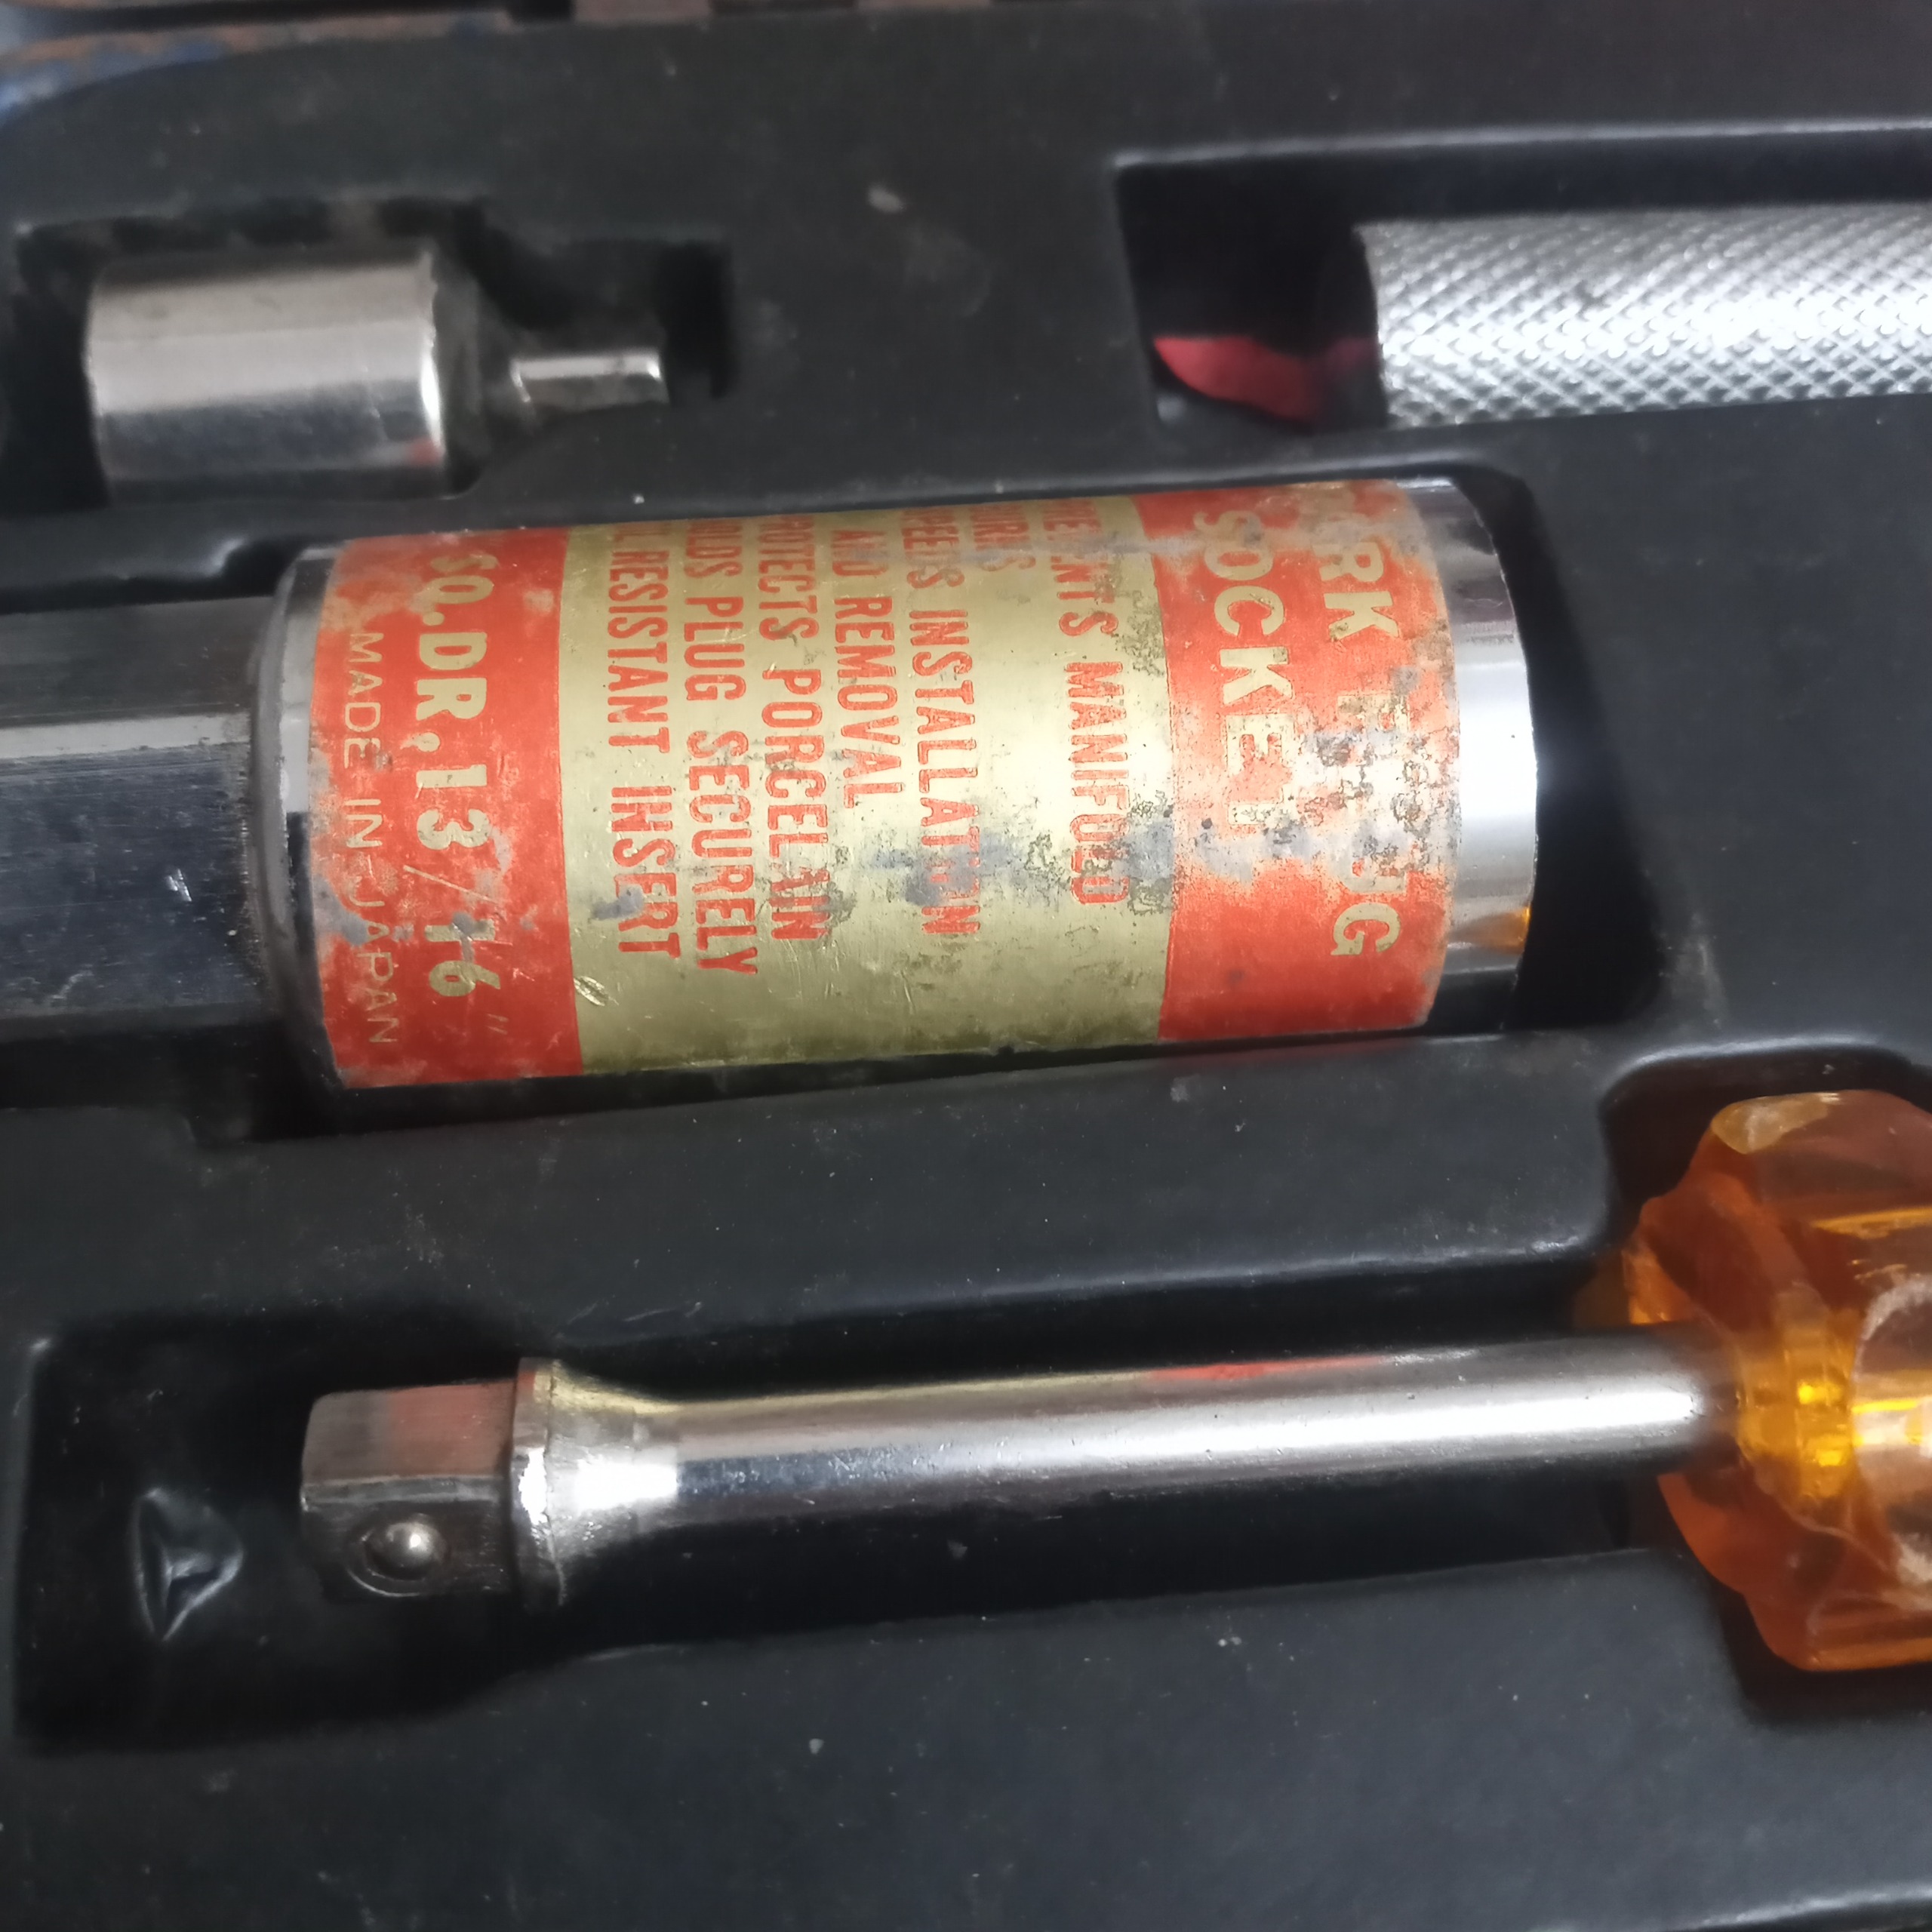 PLUG
SOCKET
MANIFOLD
INSTALLATION
AND REMOVAL
PROTECTS PORCELAIN
HOLDS PLUG SECURELY
RESISTANT INSERT
SQ.DR.13/16"
MADE IN JAPAN